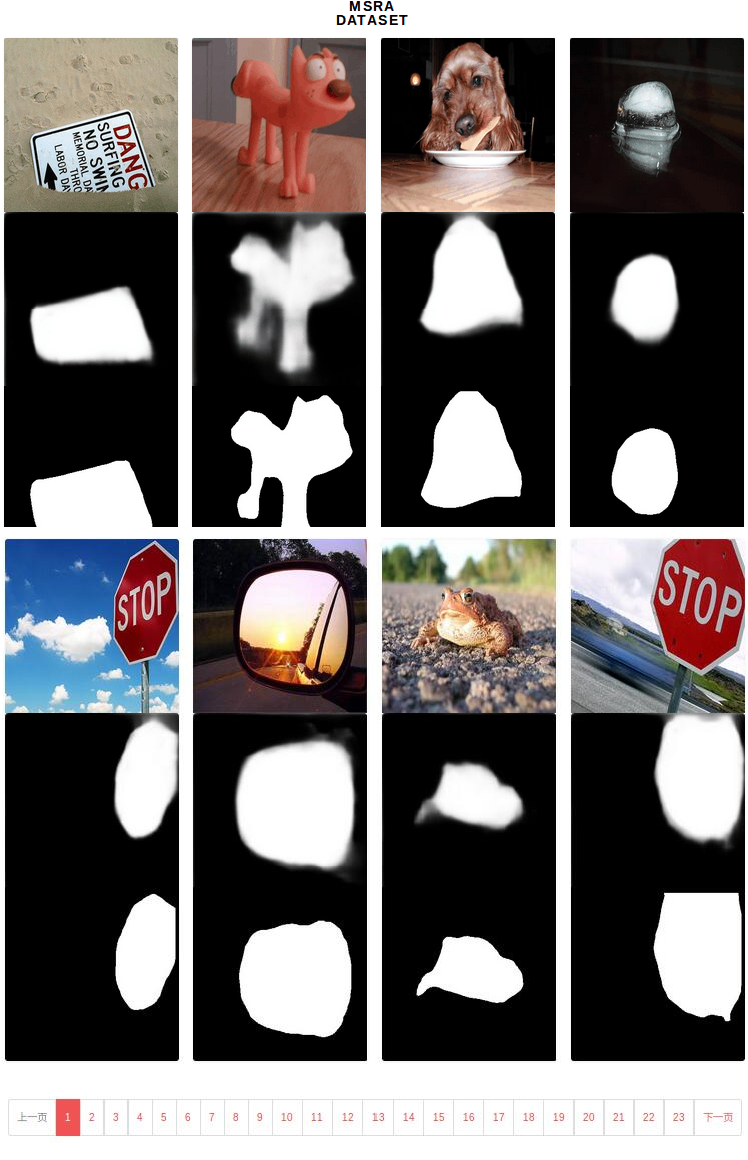 MSRA
DATASET
DANG
SURFING
NO SWIM
MEMORIAL DA
THRO
LABOR DA
STOP
STOP
上一页 1 2 3 4 5 6 7 8 9 10 11 12 13 14 15 16 17 18 19 20 21 22 23 下一页